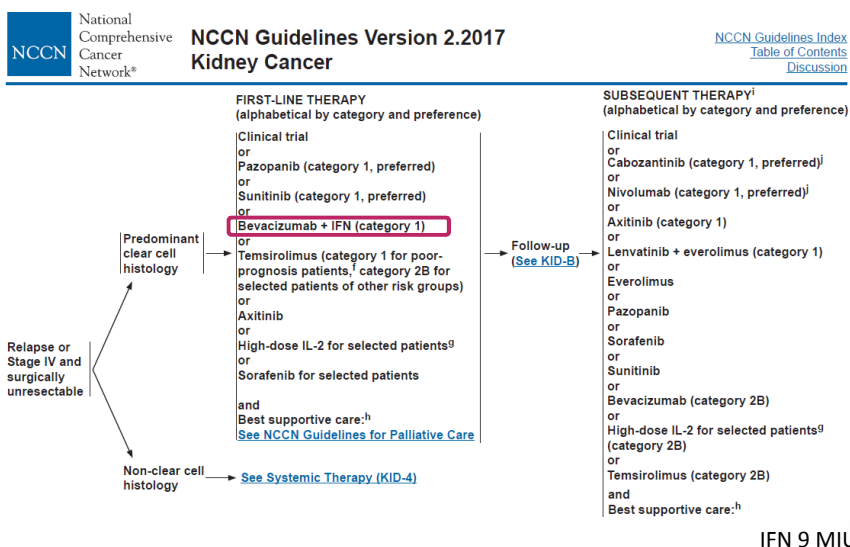 NCCN
National
Comprehensive
Cancer
Network®
NCCN Guidelines Version 2.2017
Kidney Cancer
NCCN Guidelines Index
Table of Contents
Discussion
Relapse or
Stage IV and
surgically
unresectable
Predominant
clear cell
histology
FIRST-LINE THERAPY
(alphabetical by category and preference)
Clinical trial
or
Pazopanib (category 1, preferred)
or
Sunitinib (category 1, preferred)
or
Bevacizumab + IFN (category 1)
or
Temsirolimus (category 1 for poor-
prognosis patients,f category 2B for
selected patients of other risk groups)
or
Axitinib
or
High-dose IL-2 for selected patientsg
or
Sorafenib for selected patients
and
Best supportive care:h
See NCCN Guidelines for Palliative Care
Follow-up
(See KID-B)
SUBSEQUENT THERAPYi
(alphabetical by category and preference)
Clinical trial
or
Cabozantinib (category 1, preferred)j
or
Nivolumab (category 1, preferred)j
or
Axitinib (category 1)
or
Lenvatinib + everolimus (category 1)
or
Everolimus
or
Pazopanib
or
Sorafenib
or
Sunitinib
or
Bevacizumab (category 2B)
or
High-dose IL-2 for selected patientsg
(category 2B)
or
Temsirolimus (category 2B)
and
Best supportive care:h
Non-clear cell
histology
See Systemic Therapy (KID-4)
IFN 9 MIU